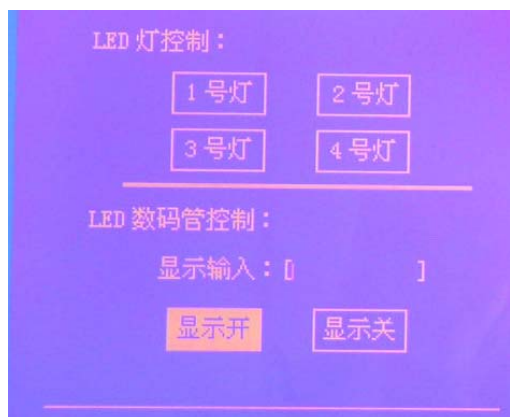 LED 灯控制：
1 号灯 2 号灯
3 号灯 4 号灯
LED 数码管控制：
显示输入：[ ]
显示开 显示关